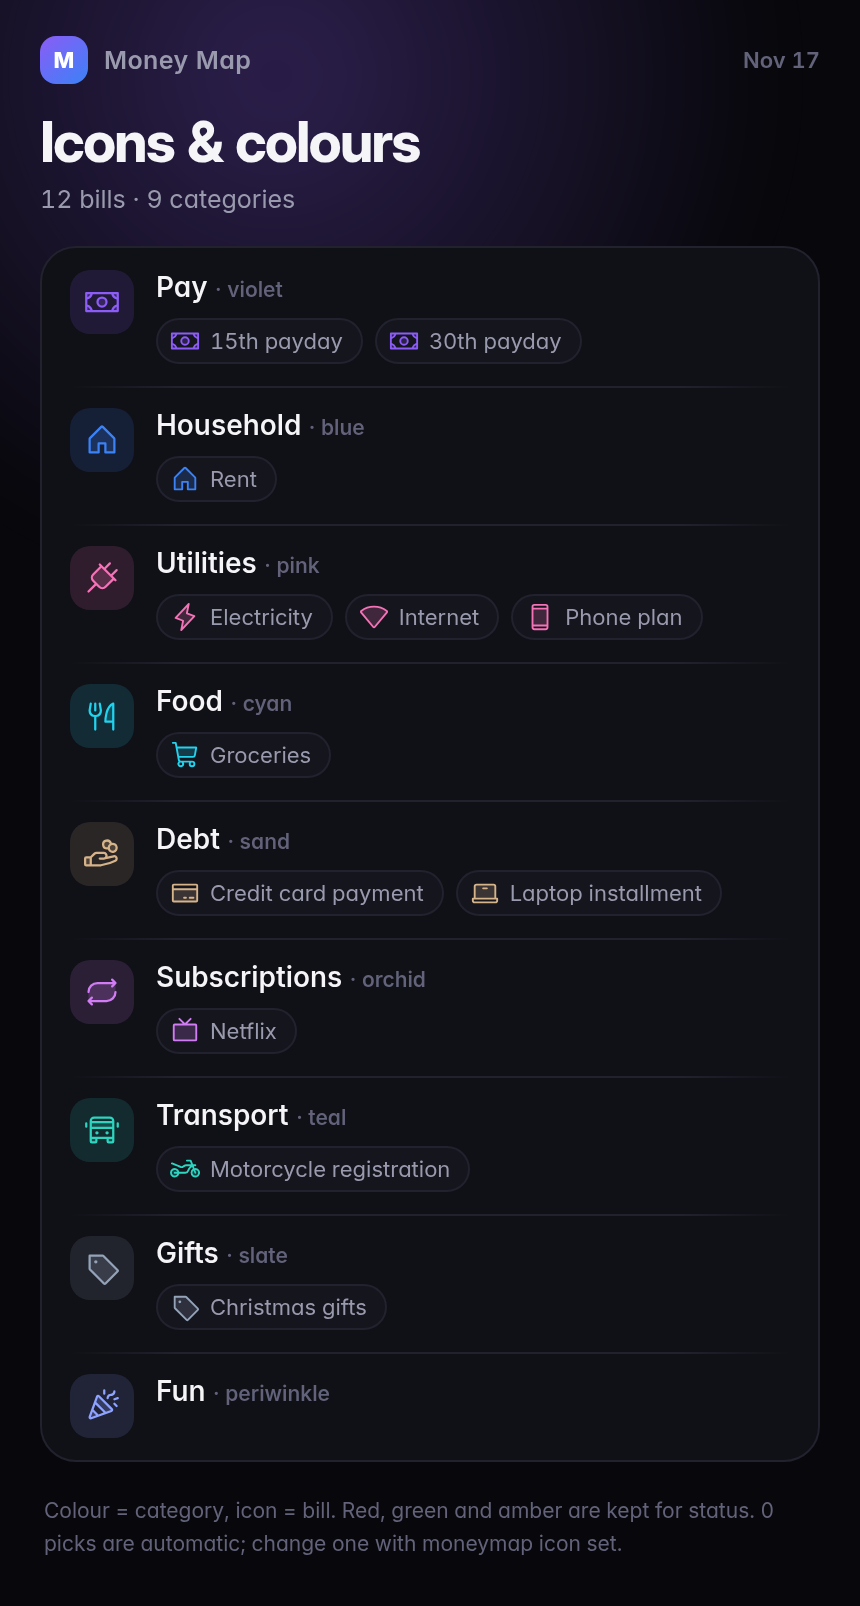 M Money Map Nov 17
Icons & colours
12 bills · 9 categories
Pay · violet
15th payday 30th payday
Household · blue
Rent
Utilities · pink
Electricity Internet Phone plan
Food · cyan
Groceries
Debt · sand
Credit card payment Laptop installment
Subscriptions · orchid
Netflix
Transport · teal
Motorcycle registration
Gifts · slate
Christmas gifts
Fun · periwinkle
Colour = category, icon = bill. Red, green and amber are kept for status. 0
picks are automatic; change one with moneymap icon set.